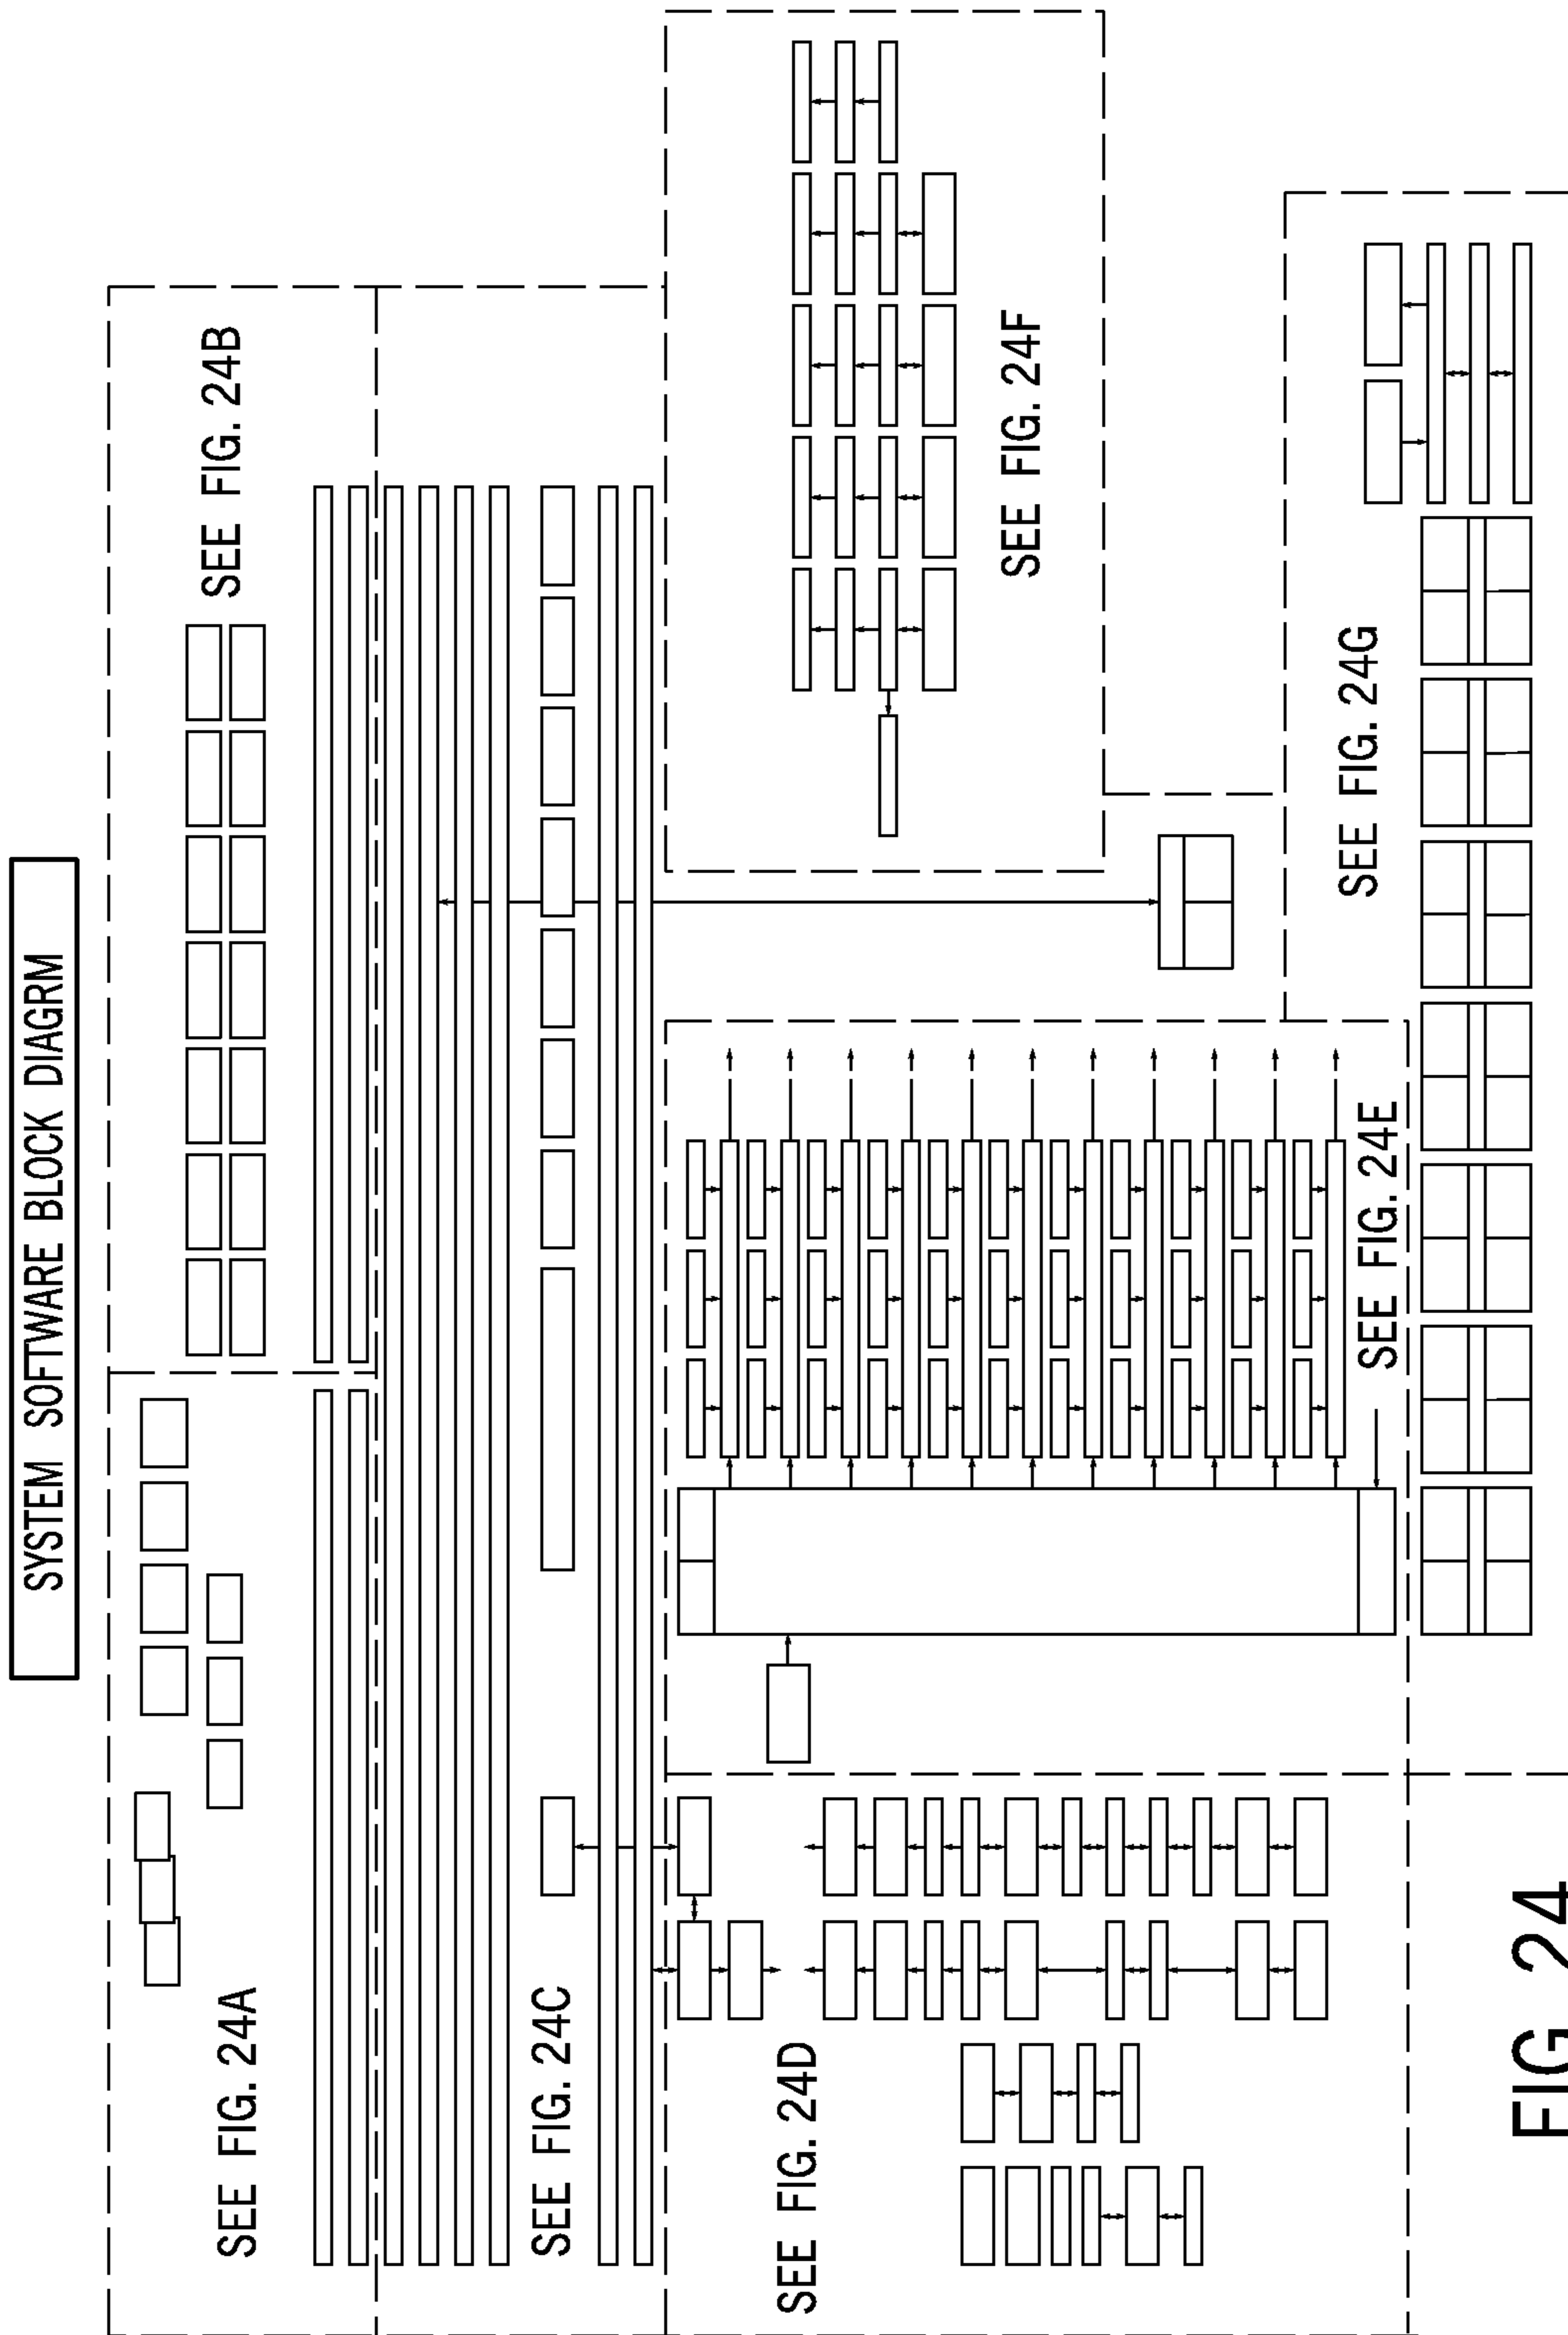 SYSTEM SOFTWARE BLOCK DIAGRM
SEE FIG. 24A
SEE FIG. 24B
SEE FIG. 24C
SEE FIG. 24D
SEE FIG. 24E
SEE FIG. 24F
SEE FIG. 24G
FIG 24